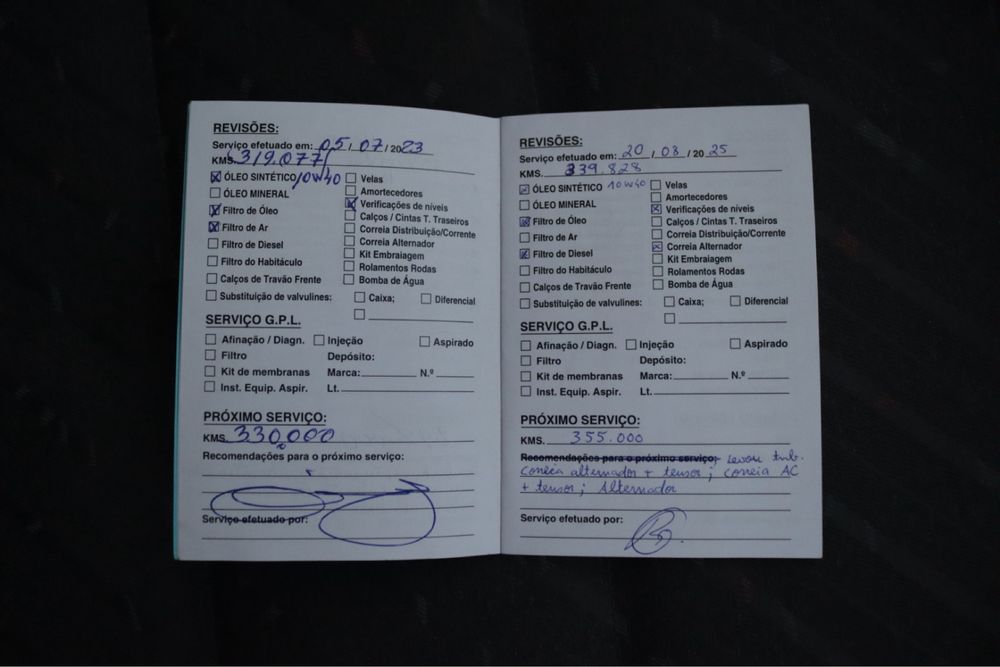 REVISÕES:
Serviço efetuado em: 05 / 07 / 2023
KMS. 319.077
ÓLEO SINTÉTICO 10W40
Velas
ÓLEO MINERAL
Amortecedores
Filtro de Óleo
Verificações de níveis
Filtro de Ar
Calços / Cintas T. Traseiros
Filtro de Diesel
Correia Distribuição/Corrente
Filtro do Habitáculo
Correia Alternador
Calços de Travão Frente
Kit Embraiagem
Rolamentos Rodas
Bomba de Água
Substituição de valvulines: Caixa; Diferencial
SERVIÇO G.P.L.
Afinação / Diagn. Injeção Aspirado
Filtro Depósito:
Kit de membranas Marca: N.º
Inst. Equip. Aspir. Lt.
PRÓXIMO SERVIÇO:
KMS. 330.000
Recomendações para o próximo serviço:
Serviço efetuado por:
REVISÕES:
Serviço efetuado em: 20 / 08 / 2025
KMS. 339.828
ÓLEO SINTÉTICO 10W40
Velas
ÓLEO MINERAL
Amortecedores
Filtro de Óleo
Verificações de níveis
Filtro de Ar
Calços / Cintas T. Traseiros
Filtro de Diesel
Correia Distribuição/Corrente
Filtro do Habitáculo
Correia Alternador
Calços de Travão Frente
Kit Embraiagem
Rolamentos Rodas
Bomba de Água
Substituição de valvulines: Caixa; Diferencial
SERVIÇO G.P.L.
Afinação / Diagn. Injeção Aspirado
Filtro Depósito:
Kit de membranas Marca: N.º
Inst. Equip. Aspir. Lt.
PRÓXIMO SERVIÇO:
KMS. 355.000
Recomendações para o próximo serviço: Levou tmb.
correia alternador + tensor; correia AC
+ tensor; Alternador
Serviço efetuado por: